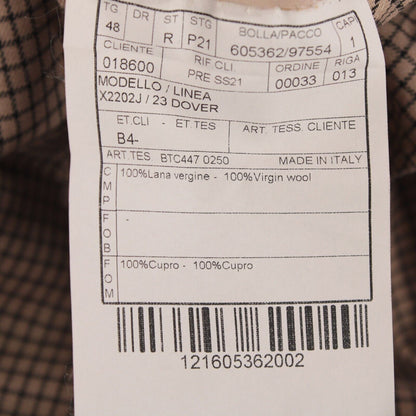 TG DR ST STG BOLLA/PACCO CAPI
48 R P21 605362/97554 1
CLIENTE RIF CLI. ORDINE RIGA
018600 PRE SS21 00033 013
MODELLO / LINEA
X2202J / 23 DOVER
ET.CLI - ET.TES ART. TESS. CLIENTE
B4-
ART.TES. BTC447 0250 MADE IN ITALY
CMP 100%Lana vergine - 100%Virgin wool
FOB -
FOM 100%Cupro - 100%Cupro
121605362002